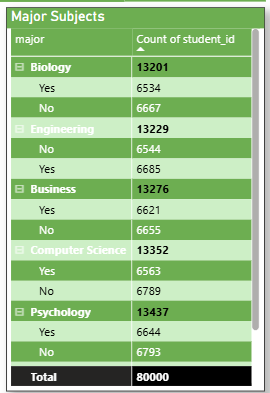 Major Subjects
major Count of student_id
Biology 13201
Yes 6534
No 6667
Engineering 13229
No 6544
Yes 6685
Business 13276
Yes 6621
No 6655
Computer Science 13352
Yes 6563
No 6789
Psychology 13437
Yes 6644
No 6793
Total 80000